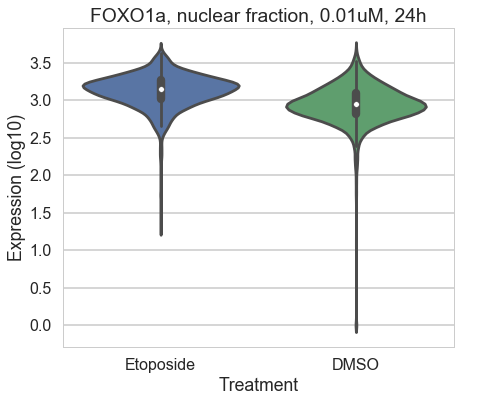 FOXO1a, nuclear fraction, 0.01uM, 24h
Expression (log10)
3.5
3.0
2.5
2.0
1.5
1.0
0.5
0.0
Etoposide DMSO
Treatment